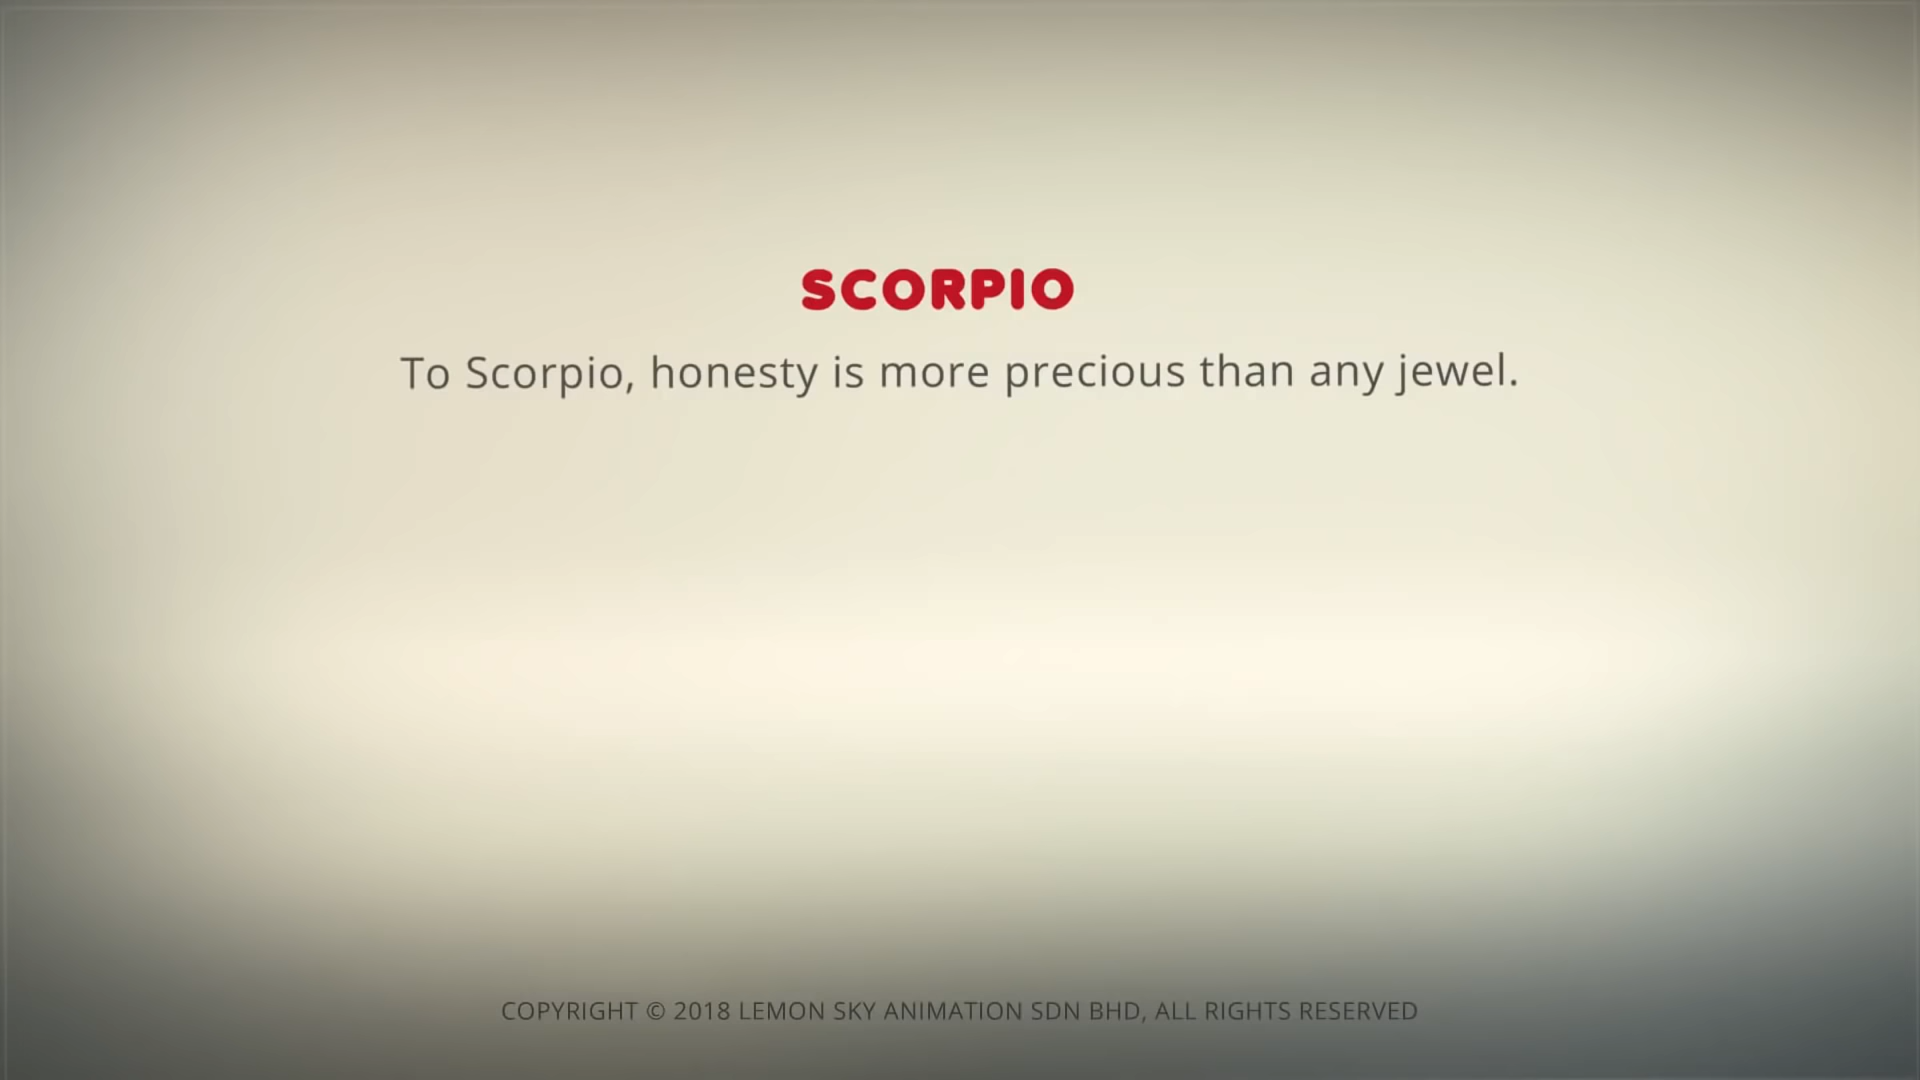 SCORPIO
To Scorpio, honesty is more precious than any jewel.
COPYRIGHT © 2018 LEMON SKY ANIMATION SDN BHD, ALL RIGHTS RESERVED